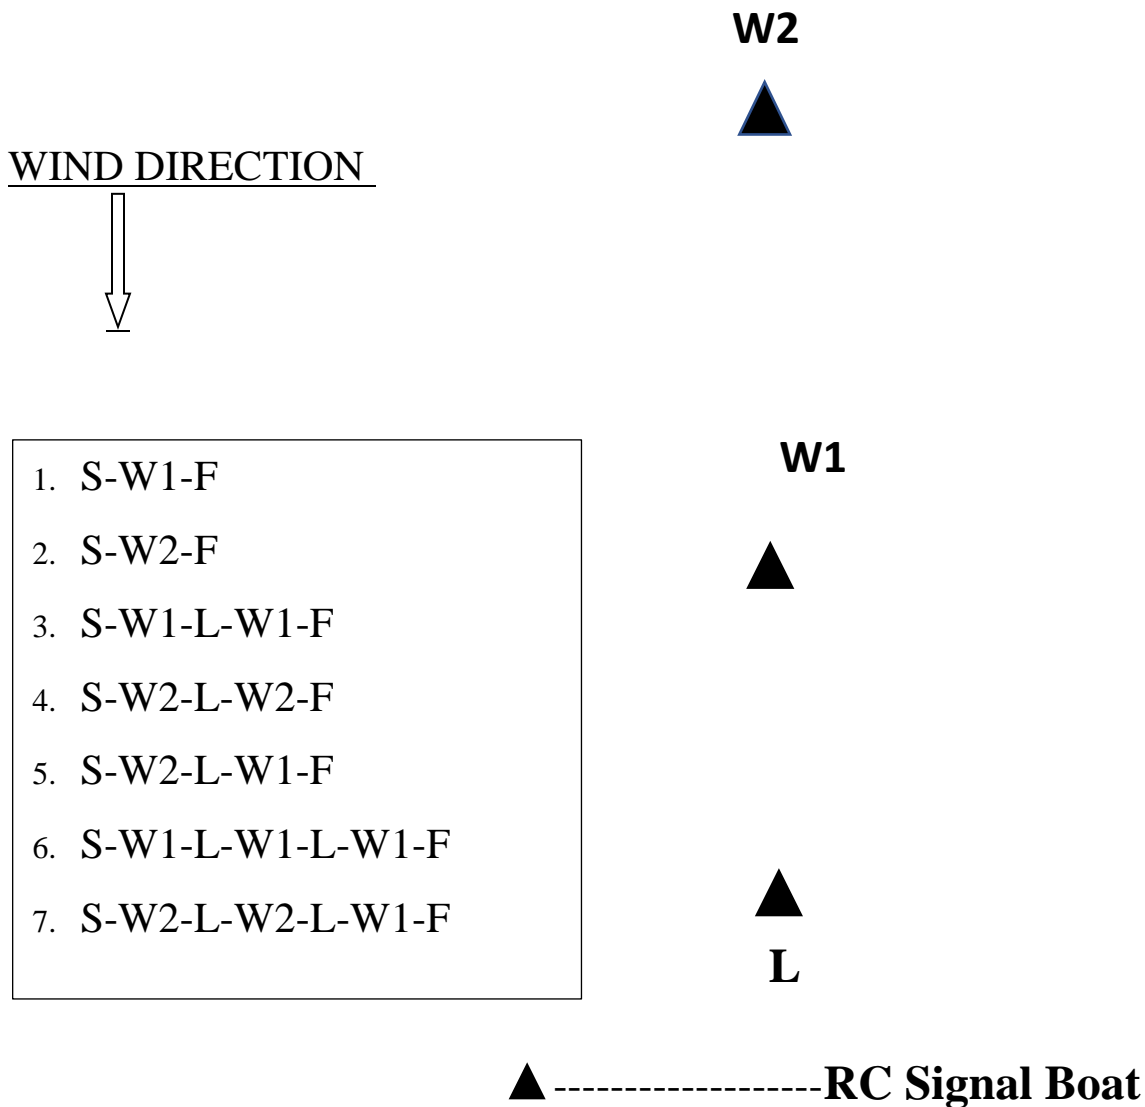 W2
WIND DIRECTION
W1
1. S-W1-F
2. S-W2-F
3. S-W1-L-W1-F
4. S-W2-L-W2-F
5. S-W2-L-W1-F
6. S-W1-L-W1-L-W1-F
7. S-W2-L-W2-L-W1-F
L
------------------RC Signal Boat